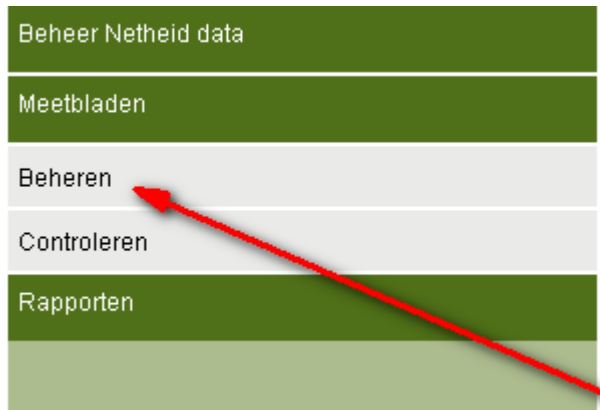 Beheer Netheid data
Meetbladen
Beheren
Controleren
Rapporten